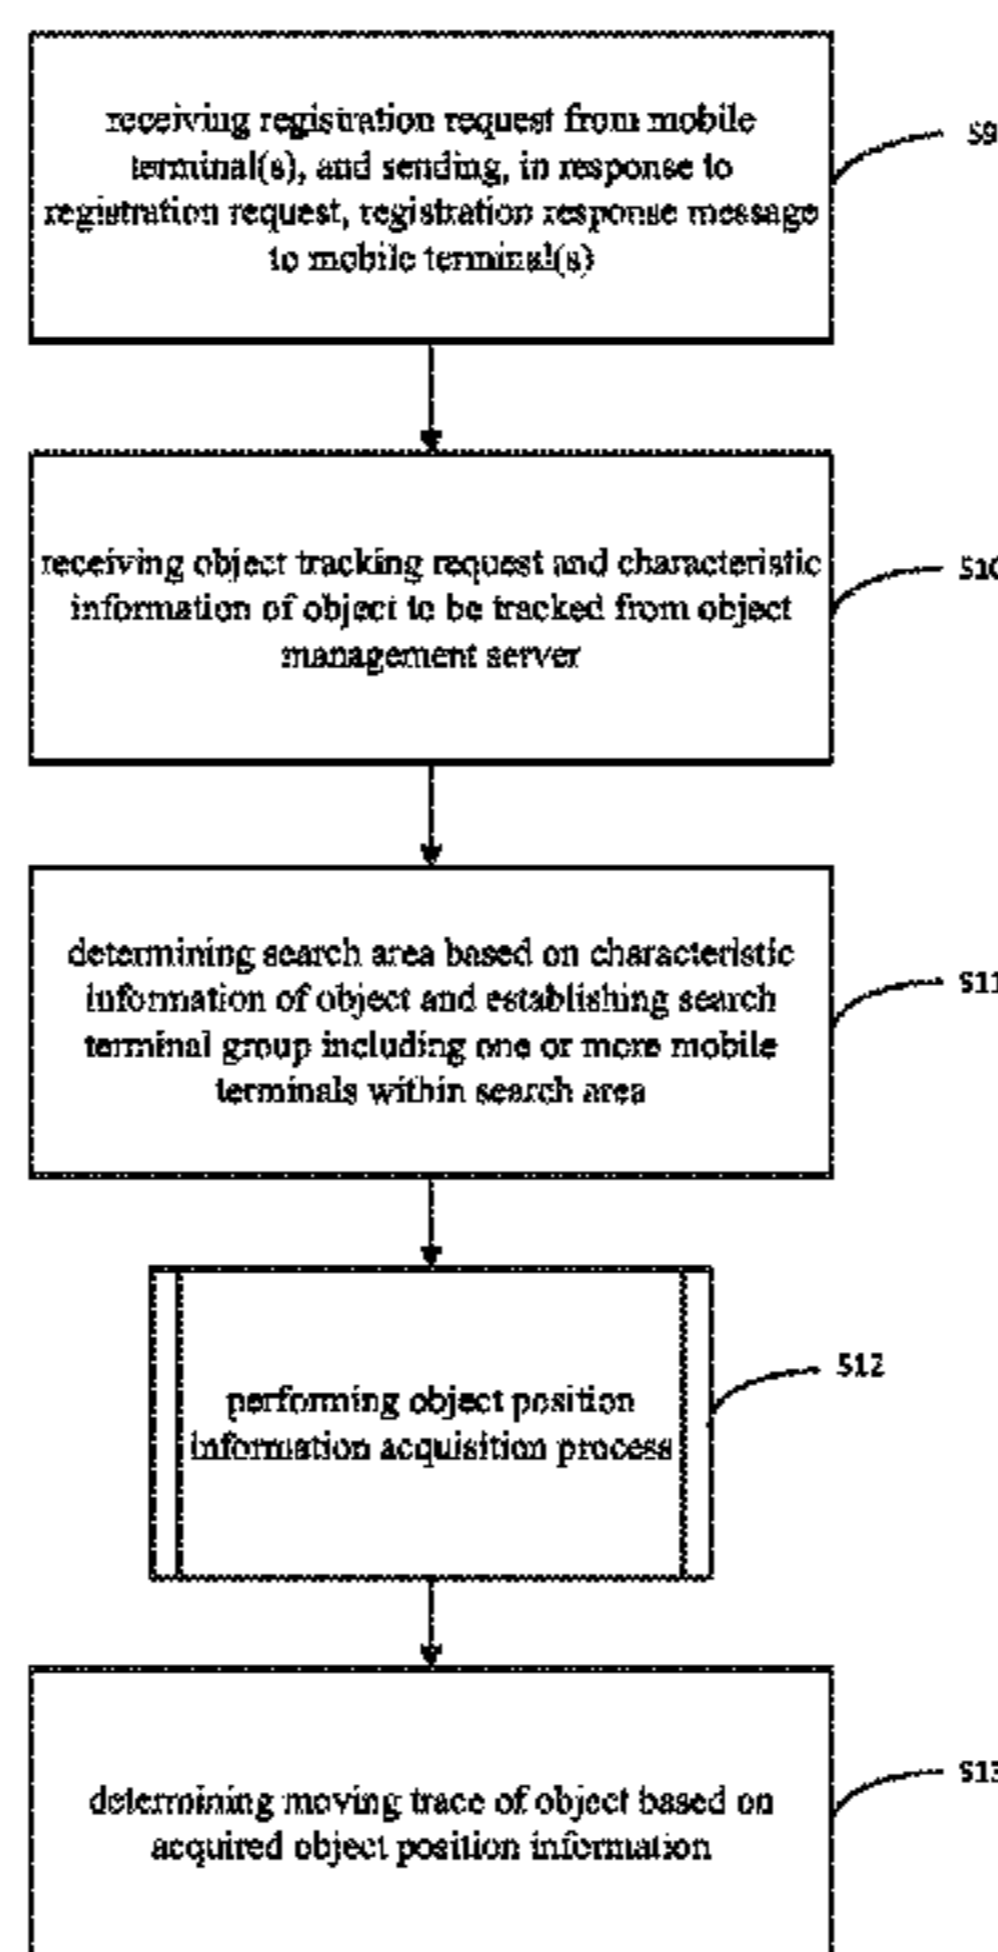 receiving registration request from mobile
terminal(s), and sending, in response to
registration request, registration response message
to mobile terminal(s)
S9
receiving object tracking request and characteristic
information of object to be tracked from object
management server
S10
determining search area based on characteristic
information of object and establishing search
terminal group including one or more mobile
terminals within search area
S11
performing object position
information acquisition process
S12
determining moving trace of object based on
acquired object position information
S13